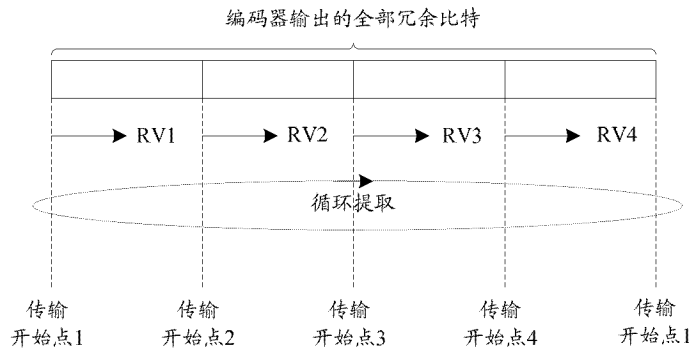 编码器输出的全部冗余比特
RV1 RV2 RV3 RV4
循环提取
传输 传输 传输 传输 传输
开始点1 开始点2 开始点3 开始点4 开始点1